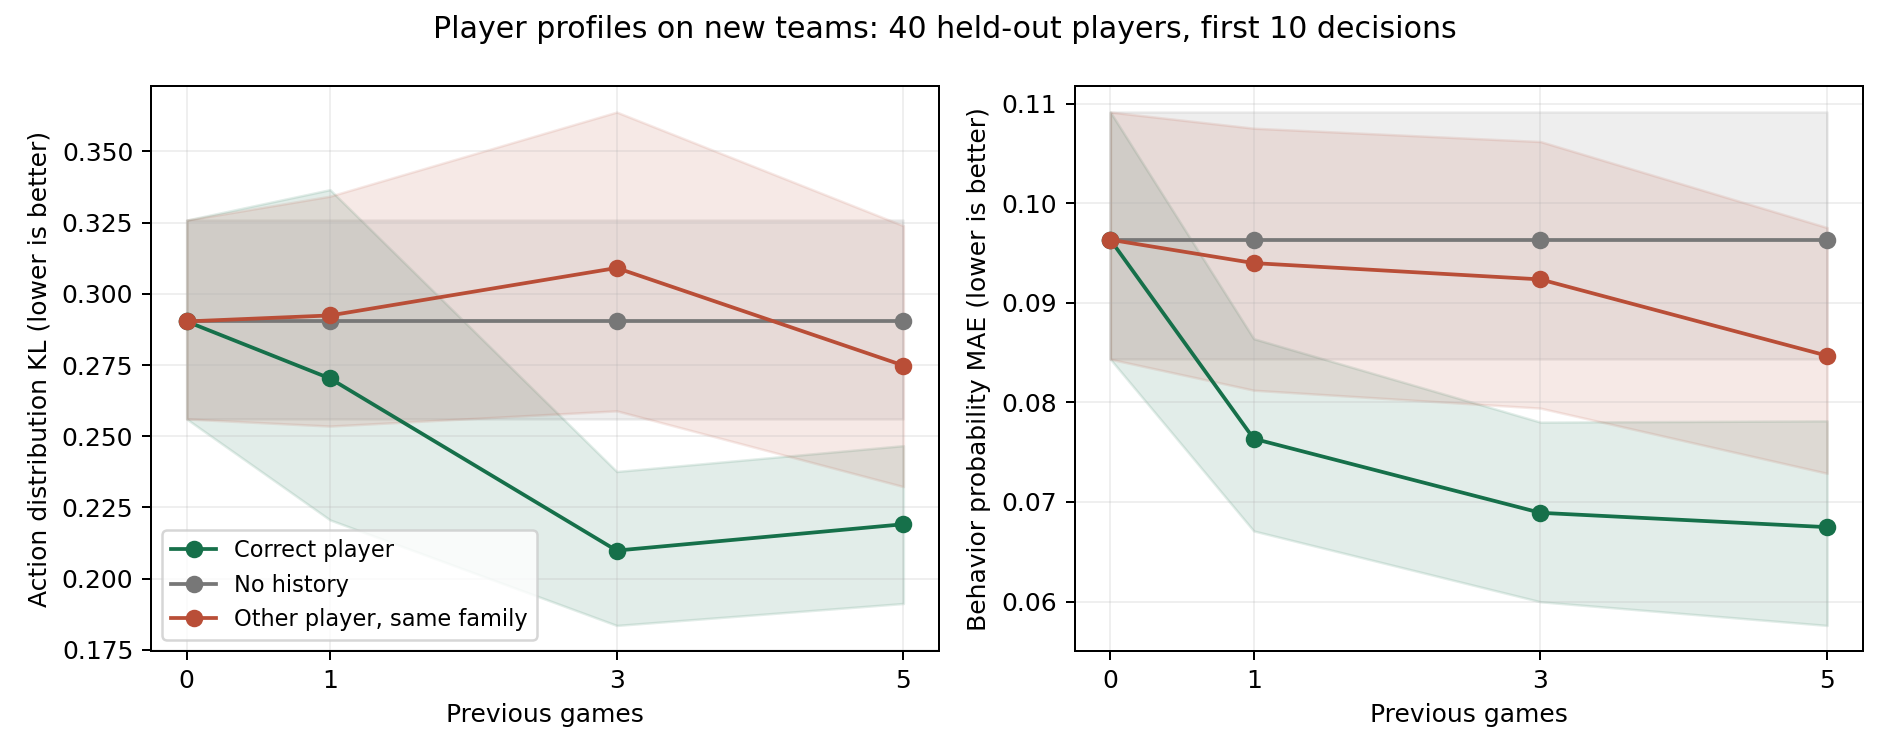 Player profiles on new teams: 40 held-out players, first 10 decisions
Action distribution KL (lower is better)
0.350
0.325
0.300
0.275
0.250
0.225
0.200
0.175
Correct player
No history
Other player, same family
0
1
3
5
Previous games
Behavior probability MAE (lower is better)
0.11
0.10
0.09
0.08
0.07
0.06
0
1
3
5
Previous games